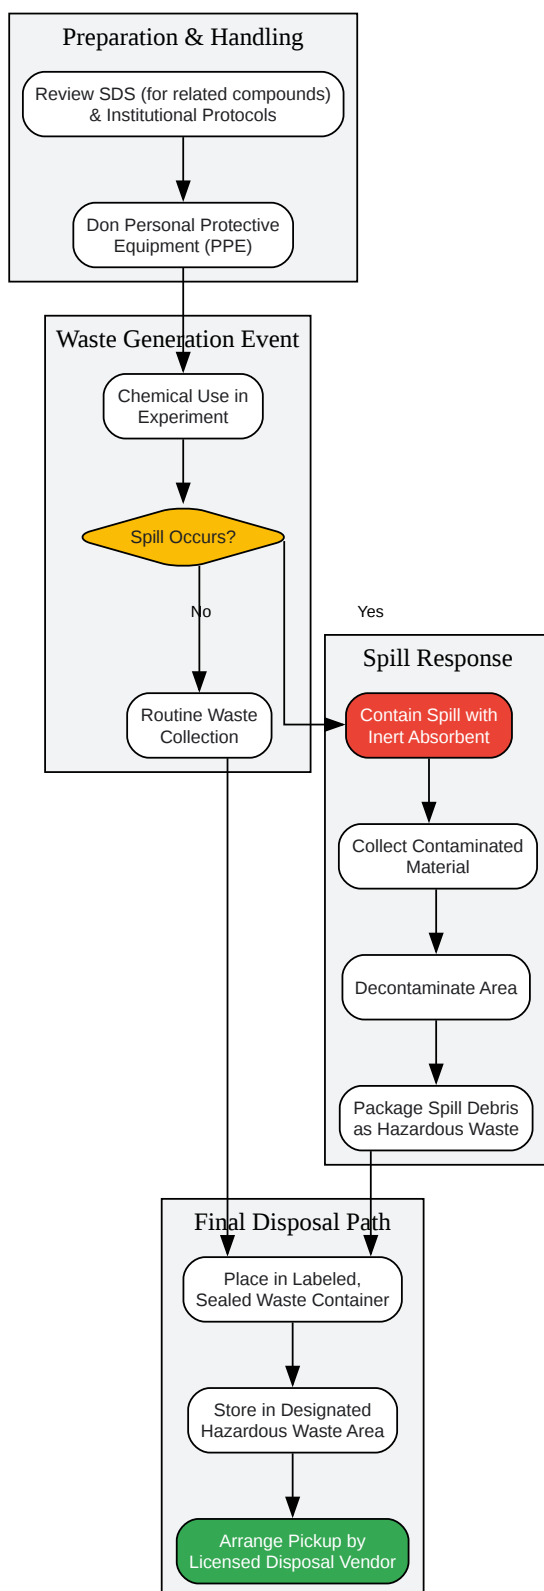 Preparation & Handling
Review SDS (for related compounds)
& Institutional Protocols
Don Personal Protective
Equipment (PPE)
Waste Generation Event
Chemical Use in
Experiment
Spill Occurs?
No
Yes
Routine Waste
Collection
Spill Response
Contain Spill with
Inert Absorbent
Collect Contaminated
Material
Decontaminate Area
Package Spill Debris
as Hazardous Waste
Final Disposal Path
Place in Labeled,
Sealed Waste Container
Store in Designated
Hazardous Waste Area
Arrange Pickup by
Licensed Disposal Vendor